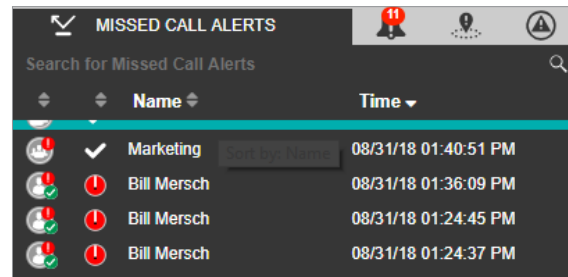 MISSED CALL ALERTS 11
Search for Missed Call Alerts
Name Time
Marketing Sort by: Name 08/31/18 01:40:51 PM
Bill Mersch 08/31/18 01:36:09 PM
Bill Mersch 08/31/18 01:24:45 PM
Bill Mersch 08/31/18 01:24:37 PM